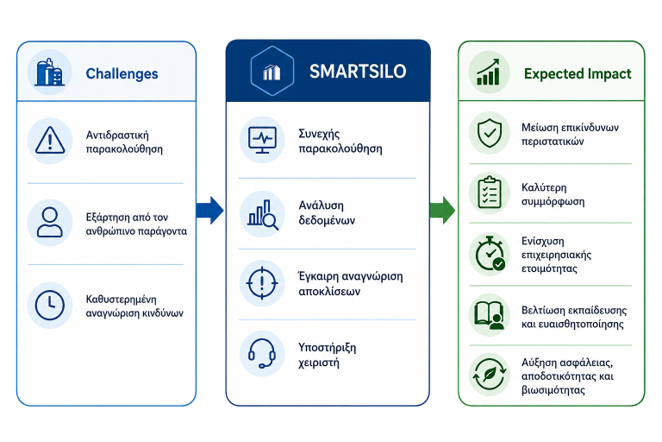 Challenges
Αντιδραστική
παρακολούθηση
Εξάρτηση από τον
ανθρώπινο παράγοντα
Καθυστερημένη
αναγνώριση κινδύνων
SMARTSILO
Συνεχής
παρακολούθηση
Ανάλυση
δεδομένων
Έγκαιρη αναγνώριση
αποκλίσεων
Υποστήριξη
χειριστή
Expected Impact
Μείωση επικίνδυνων
περιστατικών
Καλύτερη
συμμόρφωση
Ενίσχυση
επιχειρησιακής
ετοιμότητας
Βελτίωση εκπαίδευσης
και ευαισθητοποίησης
Αύξηση ασφάλειας,
αποδοτικότητας και
βιωσιμότητας